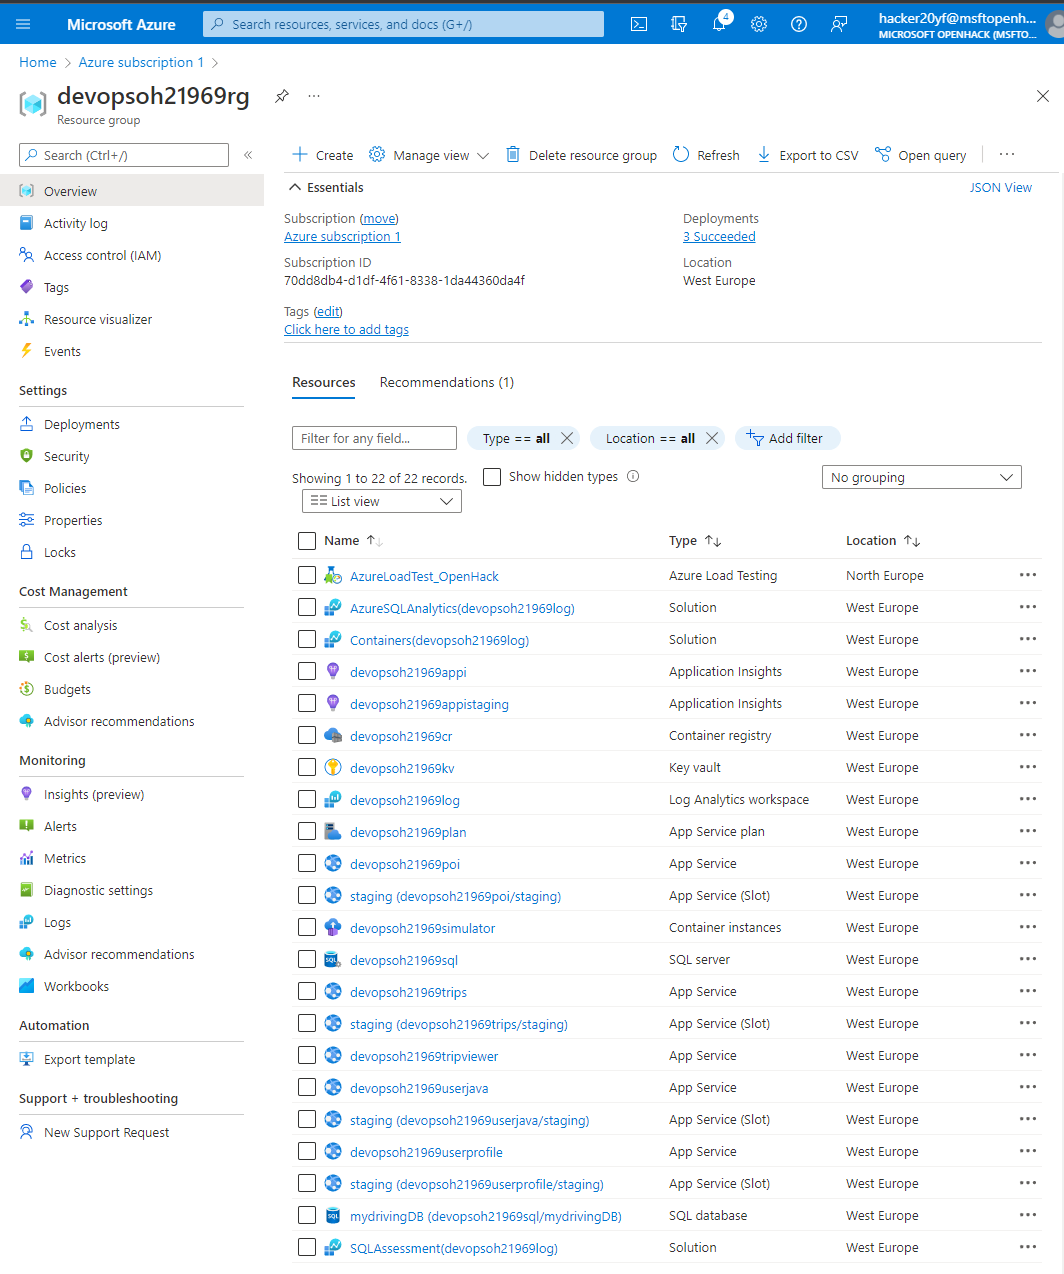 Microsoft Azure
Search resources, services, and docs (G+/)
4
hacker20yf@msftopenh...
MICROSOFT OPENHACK (MSFTO...
Home > Azure subscription 1 >
devopsoh21969rg
Resource group
Search (Ctrl+/)
Overview
Activity log
Access control (IAM)
Tags
Resource visualizer
Events
Settings
Deployments
Security
Policies
Properties
Locks
Cost Management
Cost analysis
Cost alerts (preview)
Budgets
Advisor recommendations
Monitoring
Insights (preview)
Alerts
Metrics
Diagnostic settings
Logs
Advisor recommendations
Workbooks
Automation
Export template
Support + troubleshooting
New Support Request
Create Manage view Delete resource group Refresh Export to CSV Open query
Essentials JSON View
Subscription (move)
Azure subscription 1
Subscription ID
70dd8db4-d1df-4f61-8338-1da44360da4f
Tags (edit)
Click here to add tags
Deployments
3 Succeeded
Location
West Europe
Resources Recommendations (1)
Filter for any field... Type == all Location == all Add filter
Showing 1 to 22 of 22 records. Show hidden types No grouping
List view
Name Type Location
AzureLoadTest_OpenHack Azure Load Testing North Europe
AzureSQLAnalytics(devopsoh21969log) Solution West Europe
Containers(devopsoh21969log) Solution West Europe
devopsoh21969appi Application Insights West Europe
devopsoh21969appistaging Application Insights West Europe
devopsoh21969cr Container registry West Europe
devopsoh21969kv Key vault West Europe
devopsoh21969log Log Analytics workspace West Europe
devopsoh21969plan App Service plan West Europe
devopsoh21969poi App Service West Europe
staging (devopsoh21969poi/staging) App Service (Slot) West Europe
devopsoh21969simulator Container instances West Europe
devopsoh21969sql SQL server West Europe
devopsoh21969trips App Service West Europe
staging (devopsoh21969trips/staging) App Service (Slot) West Europe
devopsoh21969tripviewer App Service West Europe
devopsoh21969userjava App Service West Europe
staging (devopsoh21969userjava/staging) App Service (Slot) West Europe
devopsoh21969userprofile App Service West Europe
staging (devopsoh21969userprofile/staging) App Service (Slot) West Europe
mydrivingDB (devopsoh21969sql/mydrivingDB) SQL database West Europe
SQLAssessment(devopsoh21969log) Solution West Europe